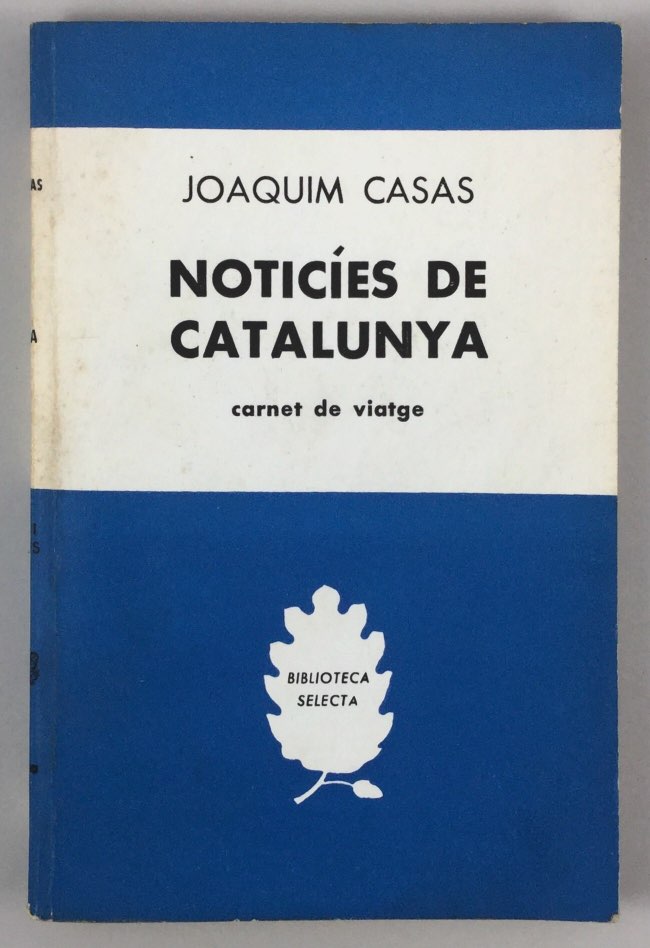 JOAQUIM CASAS
NOTICÍES DE
CATALUNYA
carnet de viatge
BIBLIOTECA
SELECTA